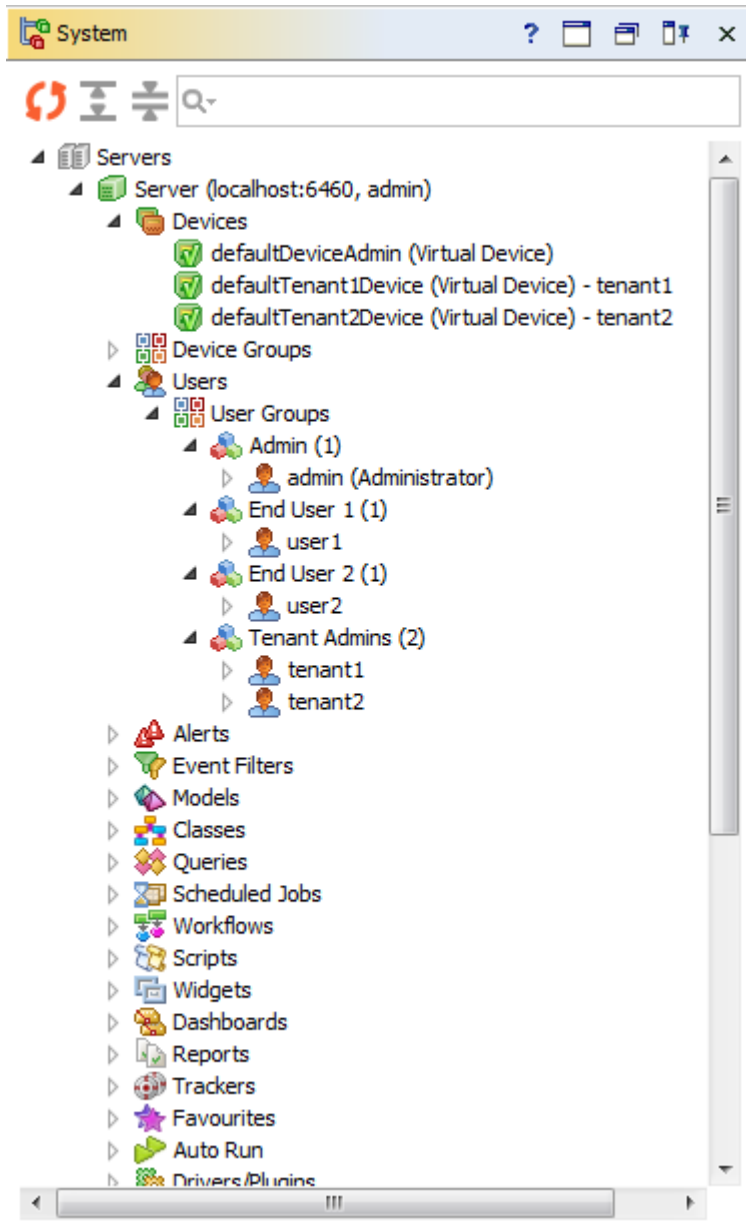 System
Servers
Server (localhost:6460, admin)
Devices
defaultDeviceAdmin (Virtual Device)
defaultTenant1Device (Virtual Device) - tenant1
defaultTenant2Device (Virtual Device) - tenant2
Device Groups
Users
User Groups
Admin (1)
admin (Administrator)
End User 1 (1)
user1
End User 2 (1)
user2
Tenant Admins (2)
tenant1
tenant2
Alerts
Event Filters
Models
Classes
Queries
Scheduled Jobs
Workflows
Scripts
Widgets
Dashboards
Reports
Trackers
Favourites
Auto Run
Drivers/Plugins